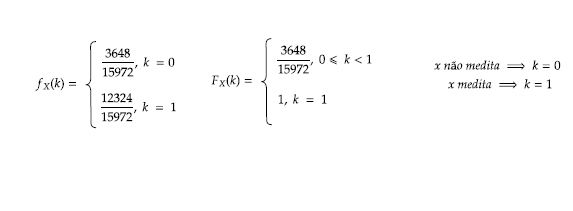 f_X(k) = { 3648/15972, k = 0
12324/15972, k = 1
F_X(k) = { 3648/15972, 0 ⩽ k < 1
1, k = 1
x não medita ⟹ k = 0
x medita ⟹ k = 1